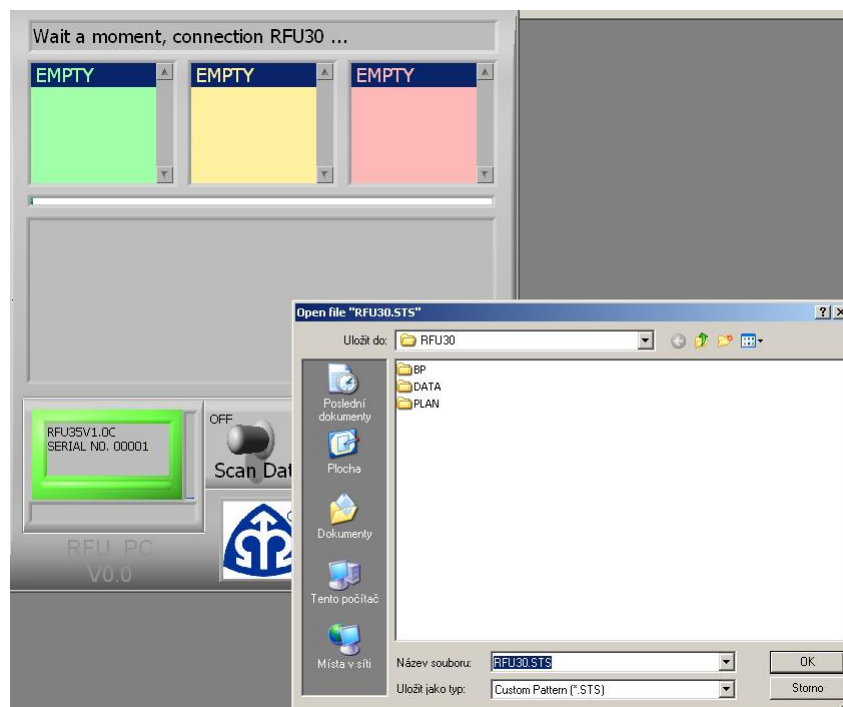 Wait a moment, connection RFU30 ...
EMPTY
EMPTY
EMPTY
Open file "RFU30.STS"
Uložit do:
RFU30
BP
DATA
PLAN
Poslední
dokumenty
Plocha
Dokumenty
Tento počítač
Místa v síti
RFU35V1.0C
SERIAL NO. 00001
OFF
Scan Dat
RFU PC
V0.0
Název souboru:
RFU30.STS
OK
Uložit jako typ:
Custom Pattern (*.STS)
Storno